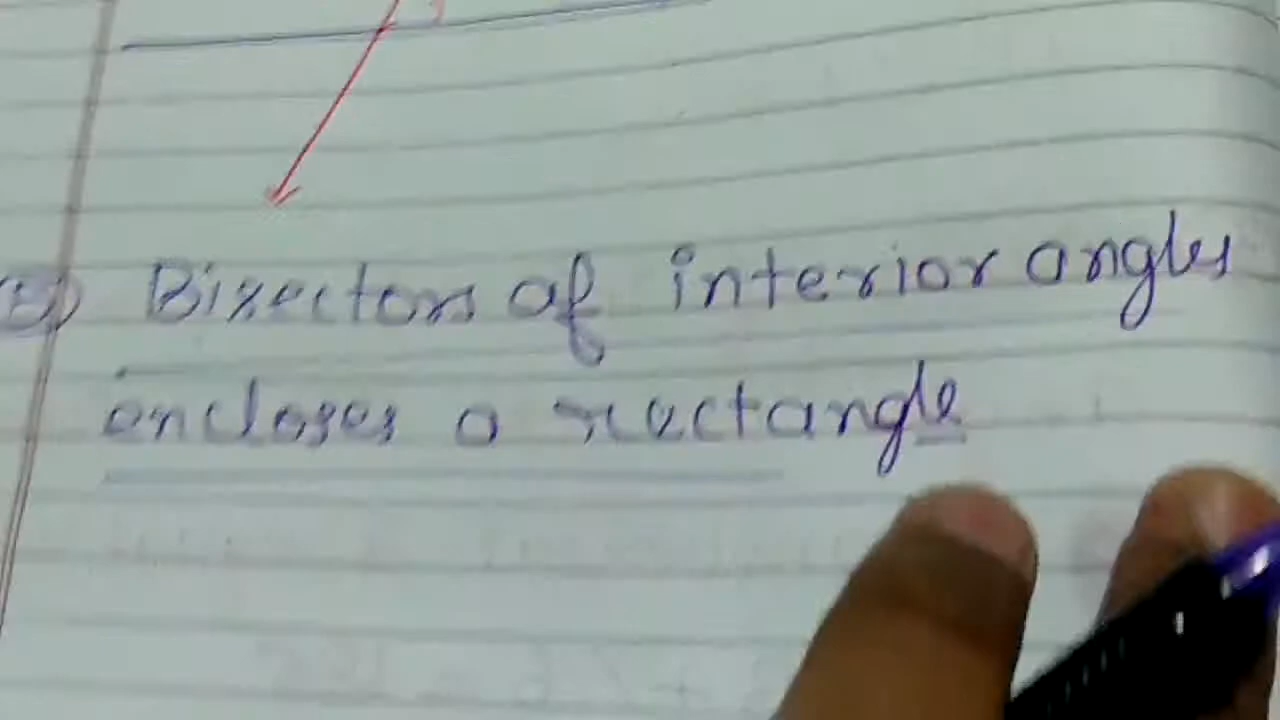 Bisectors of interior angles
encloses a rectangle